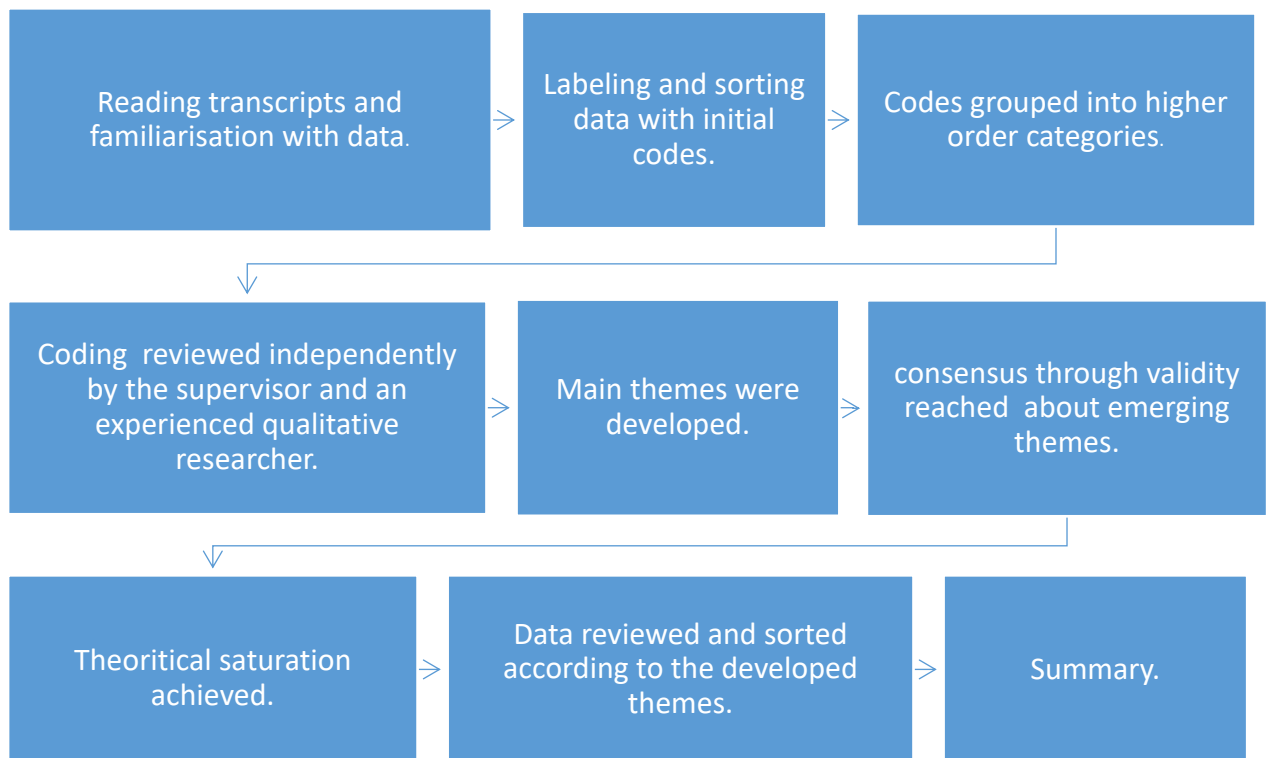 Reading transcripts and
familiarisation with data.
Labeling and sorting
data with initial
codes.
Codes grouped into higher
order categories.
Coding  reviewed independently
by the supervisor and an
experienced qualitative
researcher.
Main themes were
developed.
consensus through validity
reached  about emerging
themes.
Theoritical saturation
achieved.
Data reviewed and sorted
according to the developed
themes.
Summary.